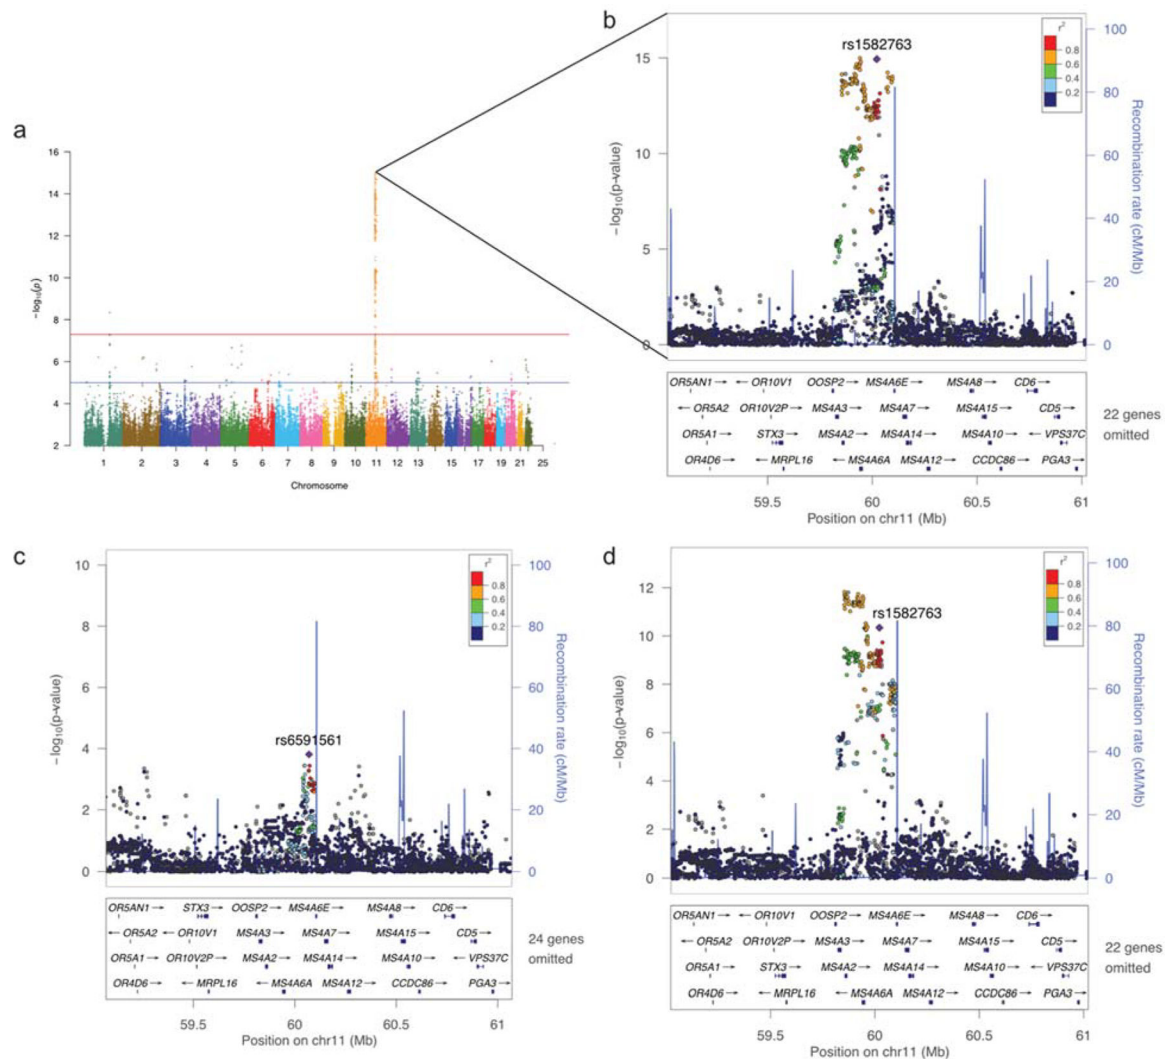 a
16
15
14
12
10
8
6
4
2
−log₁₀(p)
1 2 3 4 5 6 7 8 9 10 11 12 13 14 15 17 19 21 25
Chromosome
b
rs1582763
r²
0.8
0.6
0.4
0.2
15
10
5
0
−log₁₀(p-value)
100
80
60
40
20
0
Recombination rate (cM/Mb)
OR5AN1→ ←OR10V1 OOSP2→ MS4A6E→ MS4A8→ CD6→
←OR5A2 ←OR10V2P MS4A3→ MS4A7→ MS4A15→ CD5→
OR5A1→ STX3→ MS4A2→ MS4A14→ MS4A10→ ←VPS37C
OR4D6→ ←MRPL16 ←MS4A6A MS4A12→ CCDC86→ PGA3→
22 genes
omitted
59.5 60 60.5 61
Position on chr11 (Mb)
c
rs6591561
r²
0.8
0.6
0.4
0.2
10
8
6
4
2
0
−log₁₀(p-value)
100
80
60
40
20
0
Recombination rate (cM/Mb)
OR5AN1→ STX3→ OOSP2→ MS4A6E→ MS4A8→ CD6→
←OR5A2 ←OR10V1 MS4A3→ MS4A7→ MS4A15→ CD5→
OR5A1→ ←OR10V2P MS4A2→ MS4A14→ MS4A10→ ←VPS37C
OR4D6→ ←MRPL16 ←MS4A6A MS4A12→ CCDC86→ PGA3→
24 genes
omitted
59.5 60 60.5 61
Position on chr11 (Mb)
d
rs1582763
r²
0.8
0.6
0.4
0.2
12
10
8
6
4
2
0
−log₁₀(p-value)
100
80
60
40
20
0
Recombination rate (cM/Mb)
OR5AN1→ ←OR10V1 OOSP2→ MS4A6E→ MS4A8→ CD6→
←OR5A2 ←OR10V2P MS4A3→ MS4A7→ MS4A15→ CD5→
OR5A1→ STX3→ MS4A2→ MS4A14→ MS4A10→ ←VPS37C
OR4D6→ ←MRPL16 ←MS4A6A MS4A12→ CCDC86→ PGA3→
22 genes
omitted
59.5 60 60.5 61
Position on chr11 (Mb)